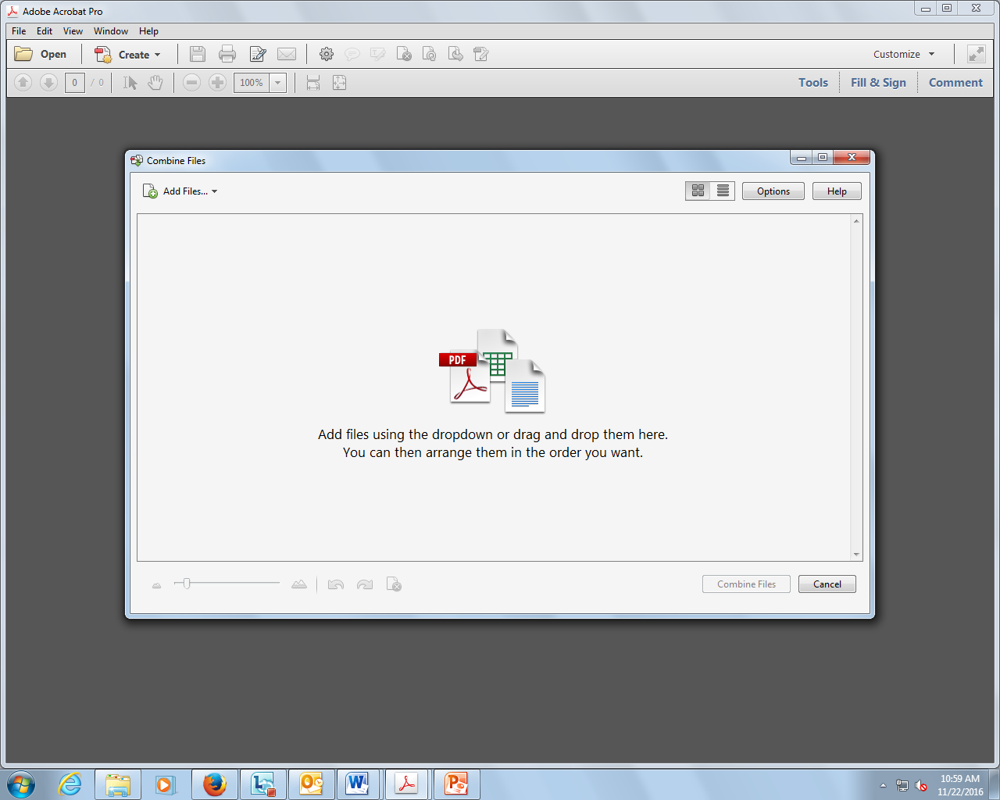 Adobe Acrobat Pro
File Edit View Window Help
Open Create Customize
0 / 0 100% Tools Fill & Sign Comment
Combine Files
Add Files... Options Help
PDF
Add files using the dropdown or drag and drop them here.
You can then arrange them in the order you want.
Combine Files Cancel
10:59 AM
11/22/2016